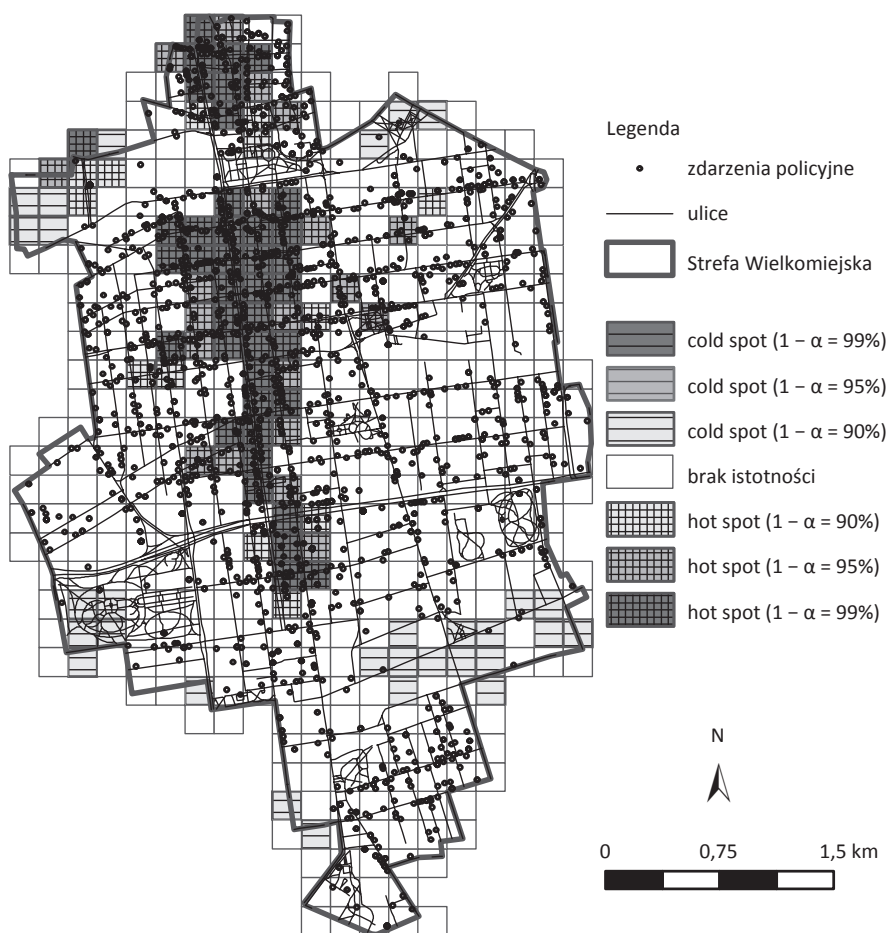 Legenda
zdarzenia policyjne
ulice
Strefa Wielkomiejska
cold spot (1 – α = 99%)
cold spot (1 – α = 95%)
cold spot (1 – α = 90%)
brak istotności
hot spot (1 – α = 90%)
hot spot (1 – α = 95%)
hot spot (1 – α = 99%)
N
0 0,75 1,5 km